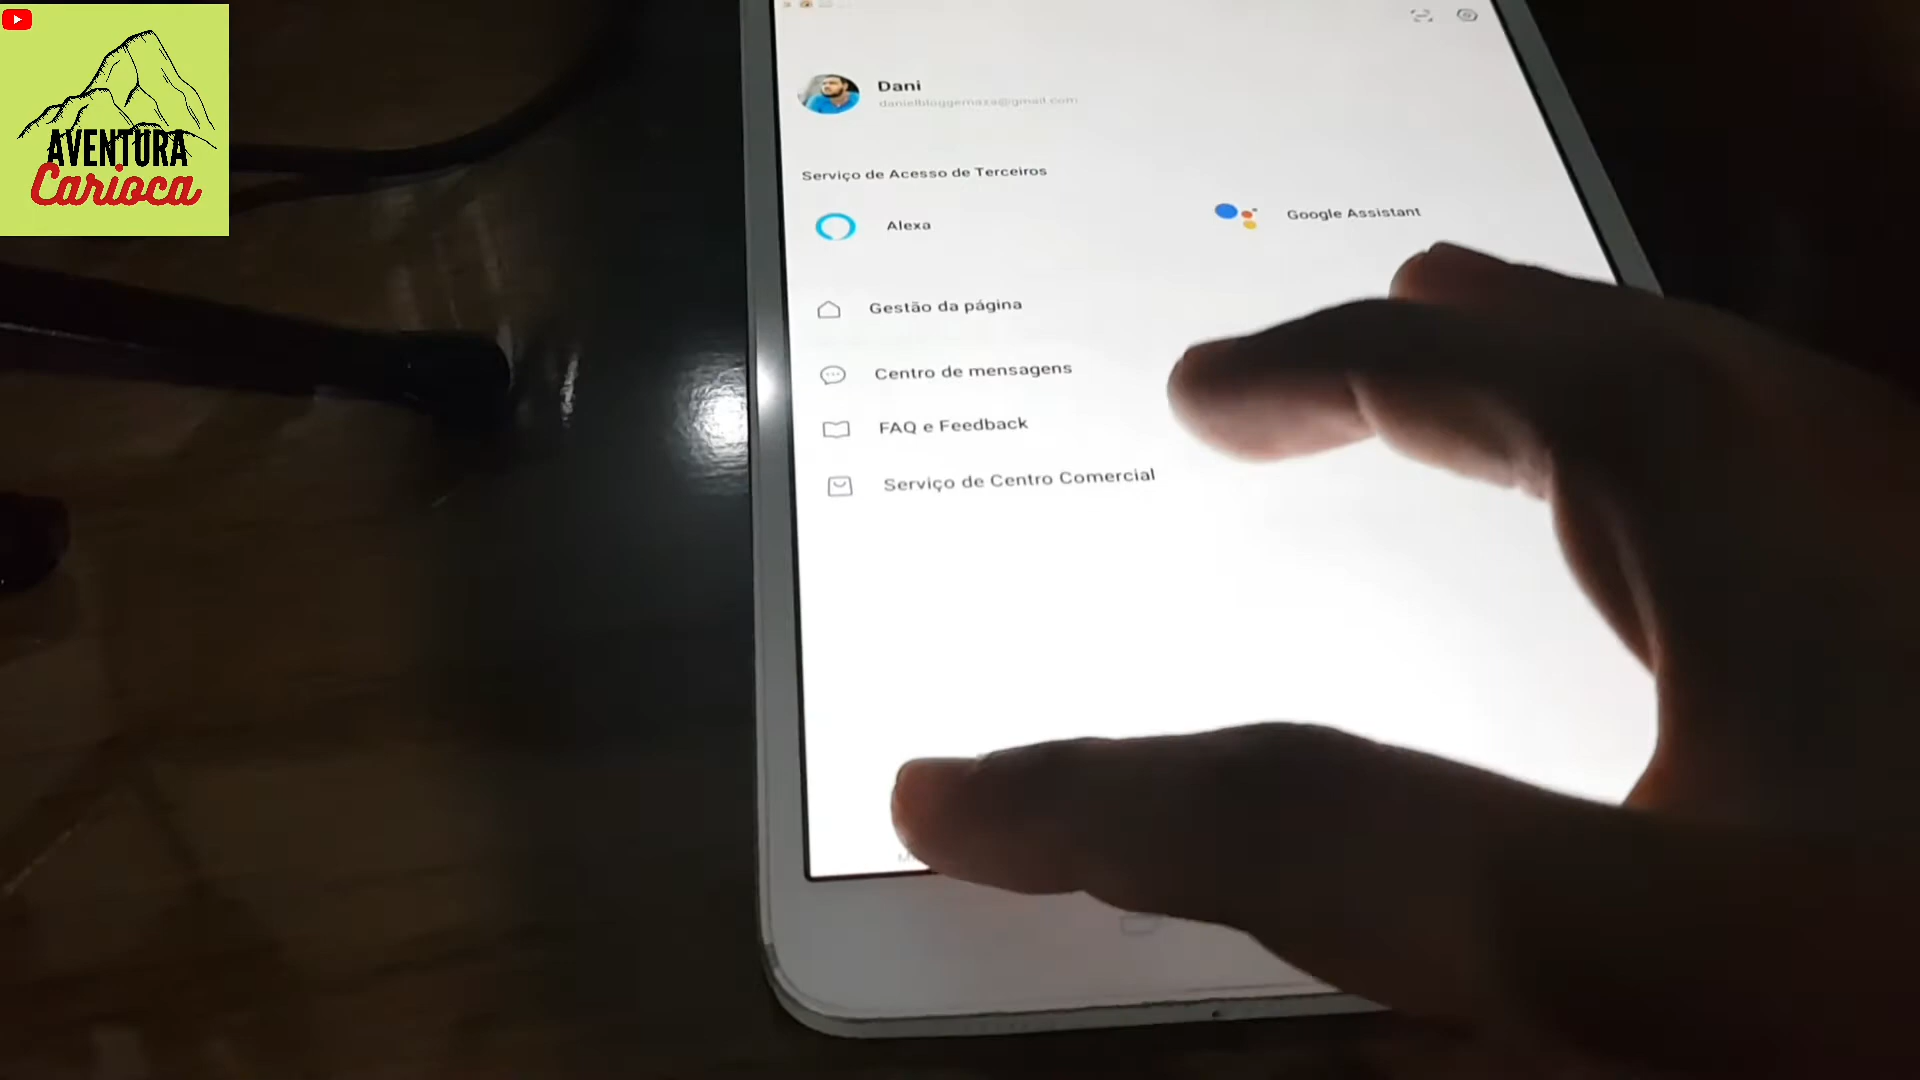 AVENTURA
Carioca
Dani
Serviço de Acesso de Terceiros
Alexa
Google Assistant
Gestão da página
Centro de mensagens
FAQ e Feedback
Serviço de Centro Comercial